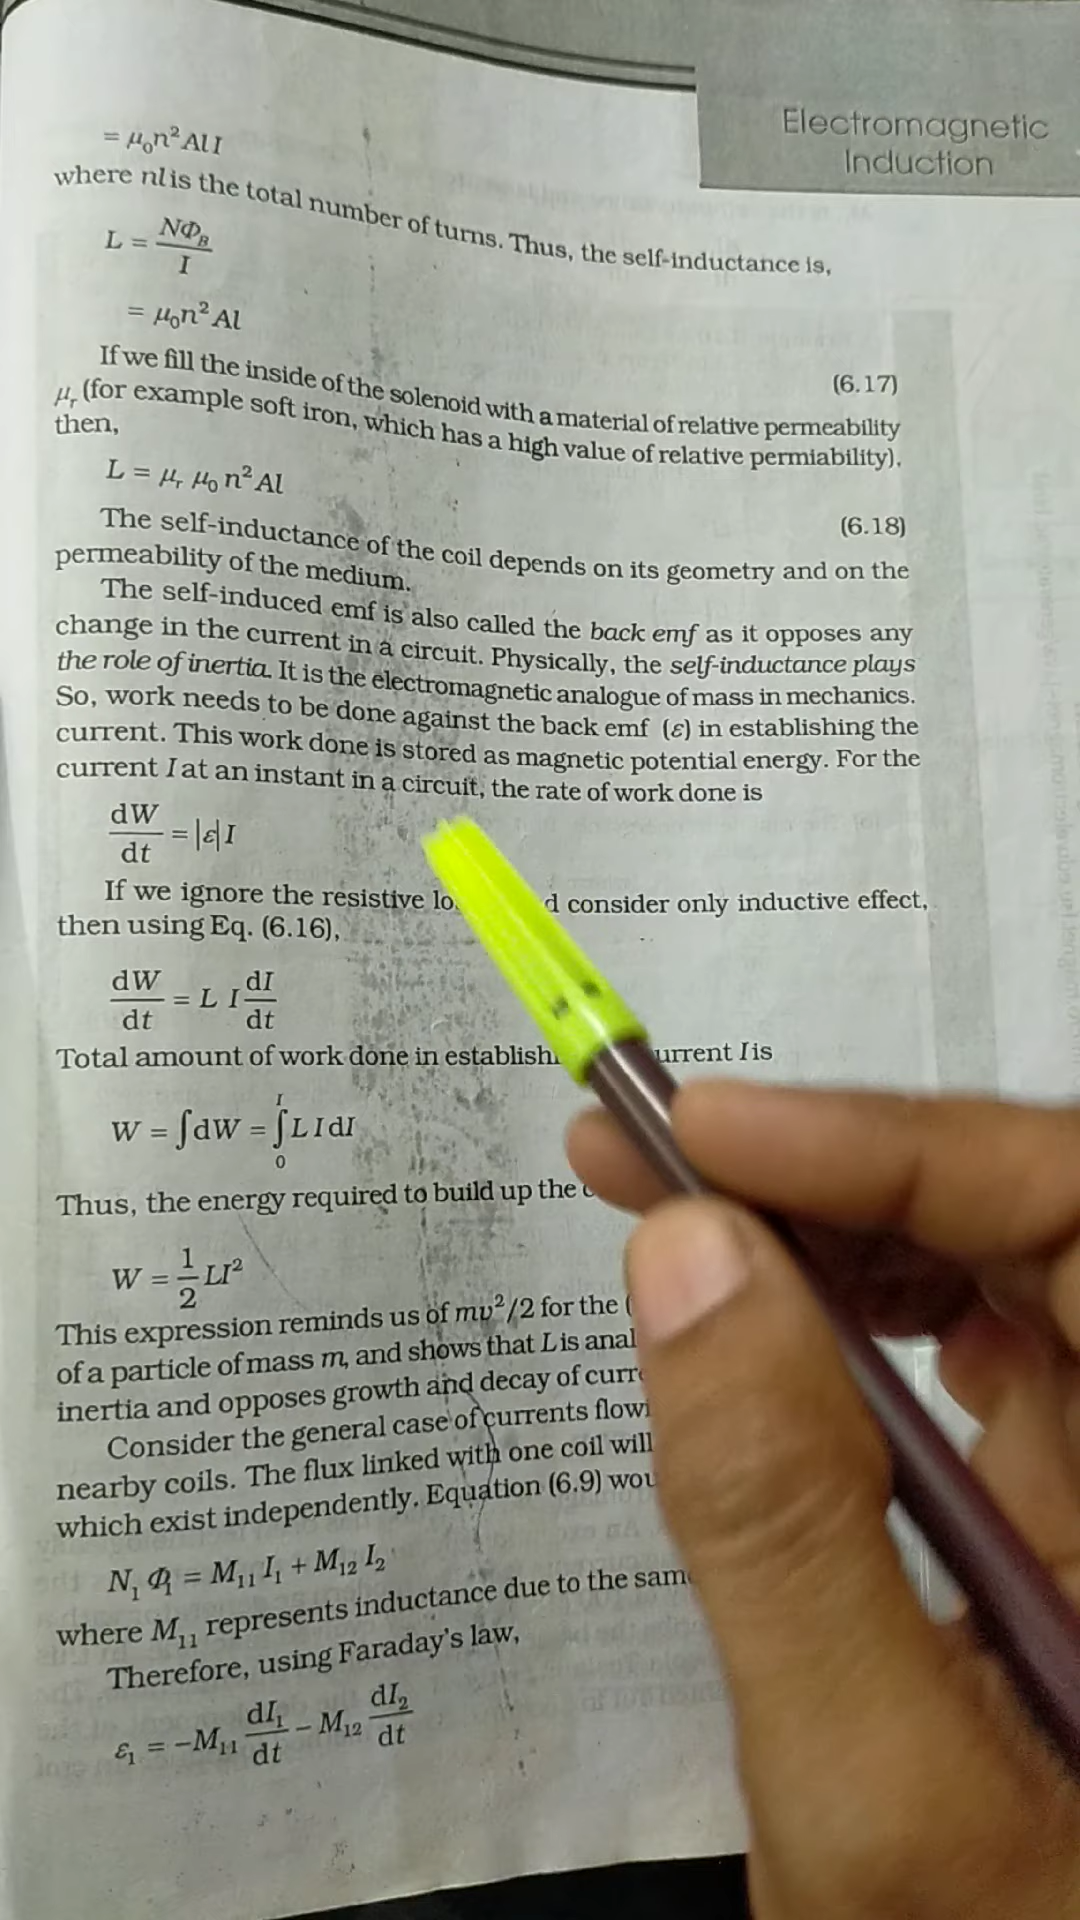 Electromagnetic
Induction
= μ₀n² A l I
where nl is the total number of turns. Thus, the self-inductance is,
L = NΦ_B / I
= μ₀n² Al
(6.17)
If we fill the inside of the solenoid with a material of relative permeability
μᵣ (for example soft iron, which has a high value of relative permiability),
then,
L = μᵣ μ₀ n² Al
(6.18)
The self-inductance of the coil depends on its geometry and on the
permeability of the medium.
The self-induced emf is also called the back emf as it opposes any
change in the current in a circuit. Physically, the self-inductance plays
the role of inertia. It is the electromagnetic analogue of mass in mechanics.
So, work needs to be done against the back emf (ε) in establishing the
current. This work done is stored as magnetic potential energy. For the
current I at an instant in a circuit, the rate of work done is
dW/dt = |ε| I
If we ignore the resistive consider only inductive effect,
then using Eq. (6.16),
dW/dt = L I dI/dt
Total amount of work done in I is
W = ∫dW = ∫₀ᴵ L I dI
Thus, the energy required to build up the
W = 1/2 LI²
This expression reminds us of mv²/2 for the (
of a particle of mass m, and shows that L is
inertia and opposes growth and decay of
Consider the general case of currents
nearby coils. The flux linked with one coil will
which exist independently. Equation (6.9)
N₁ Φ₁ = M₁₁ I₁ + M₁₂ I₂
where M₁₁ represents inductance due to the
Therefore, using Faraday's law,
ε₁ = −M₁₁ dI₁/dt − M₁₂ dI₂/dt